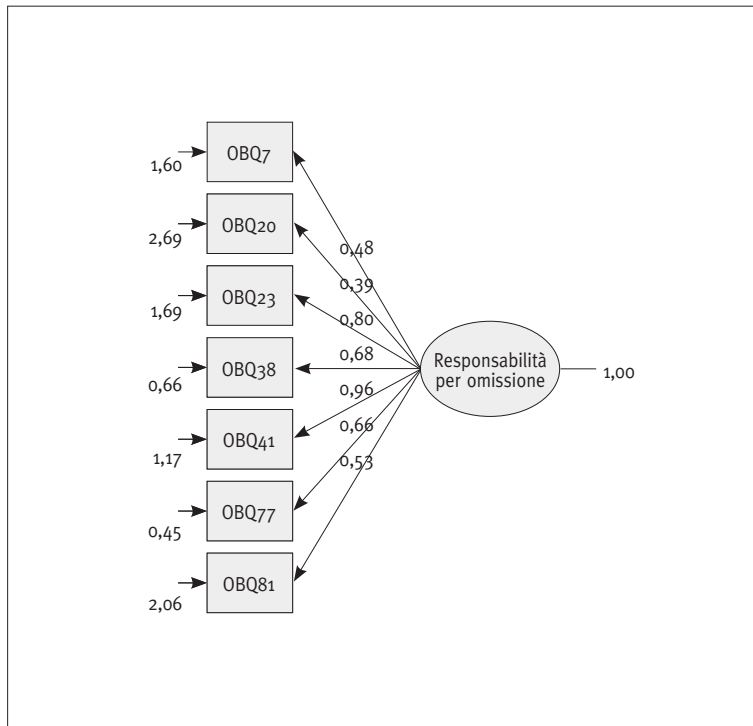 OBQ7
1,60
OBQ20
2,69
0,48
0,39
OBQ23
1,69
0,80
0,68
OBQ38
0,66
Responsabilità
per omissione
1,00
0,96
OBQ41
1,17
0,66
0,53
OBQ77
0,45
OBQ81
2,06